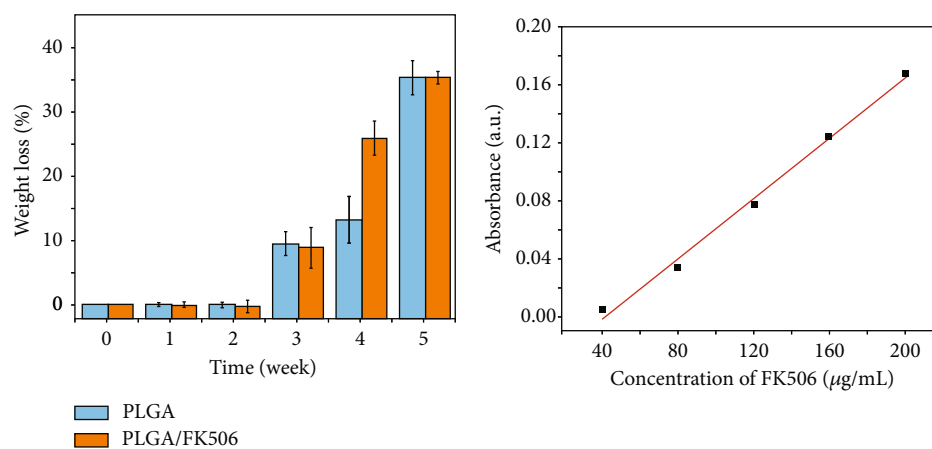 Weight loss (%)
40
30
20
10
0
0 1 2 3 4 5
Time (week)
PLGA
PLGA/FK506
Absorbance (a.u.)
0.20
0.16
0.12
0.08
0.04
0.00
40 80 120 160 200
Concentration of FK506 (μg/mL)